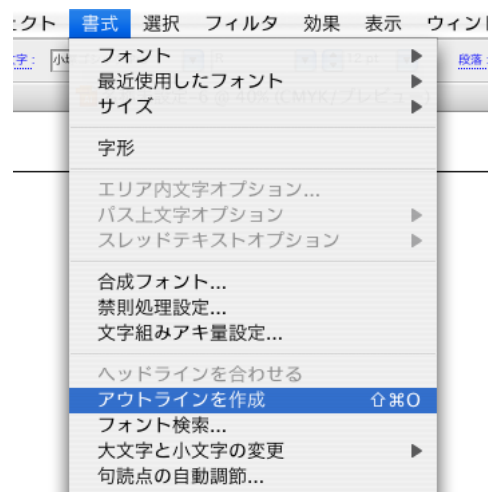 ェクト 書式 選択 フィルタ 効果 表示 ウィンド
文字: 小 段落:
フォント
最近使用したフォント
サイズ
字形
エリア内文字オプション...
パス上文字オプション
スレッドテキストオプション
合成フォント...
禁則処理設定...
文字組みアキ量設定...
ヘッドラインを合わせる
アウトラインを作成 ⇧⌘O
フォント検索...
大文字と小文字の変更
句読点の自動調節...